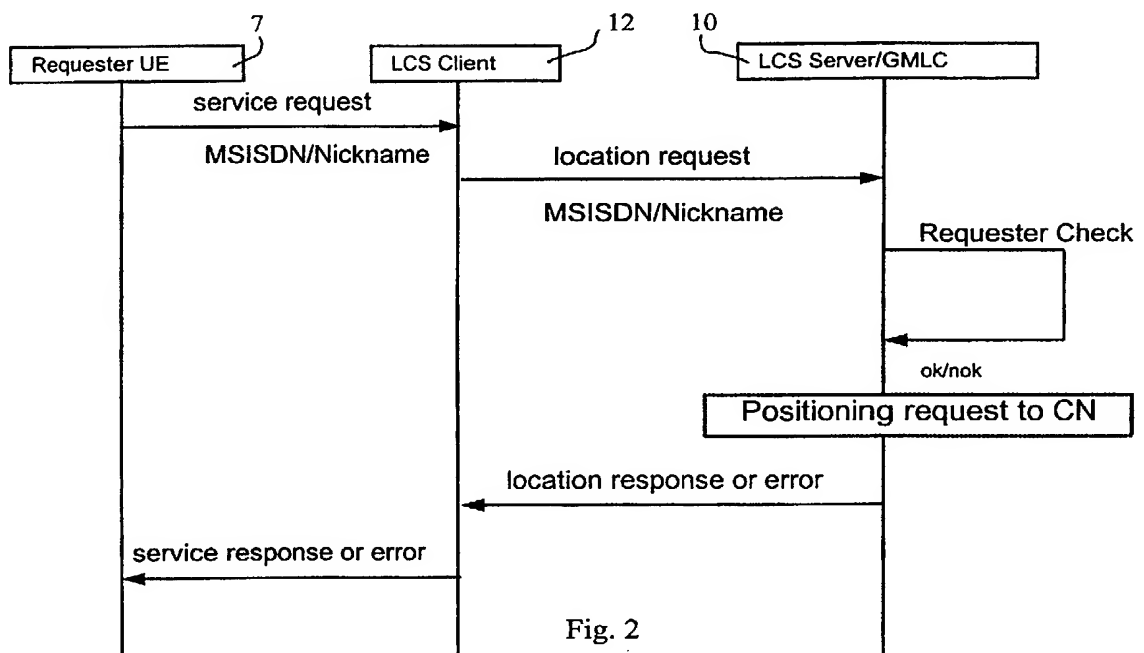 7
12
10
Requester UE
LCS Client
LCS Server/GMLC
service request
MSISDN/Nickname
location request
MSISDN/Nickname
Requester Check
ok/nok
Positioning request to CN
location response or error
service response or error
Fig. 2